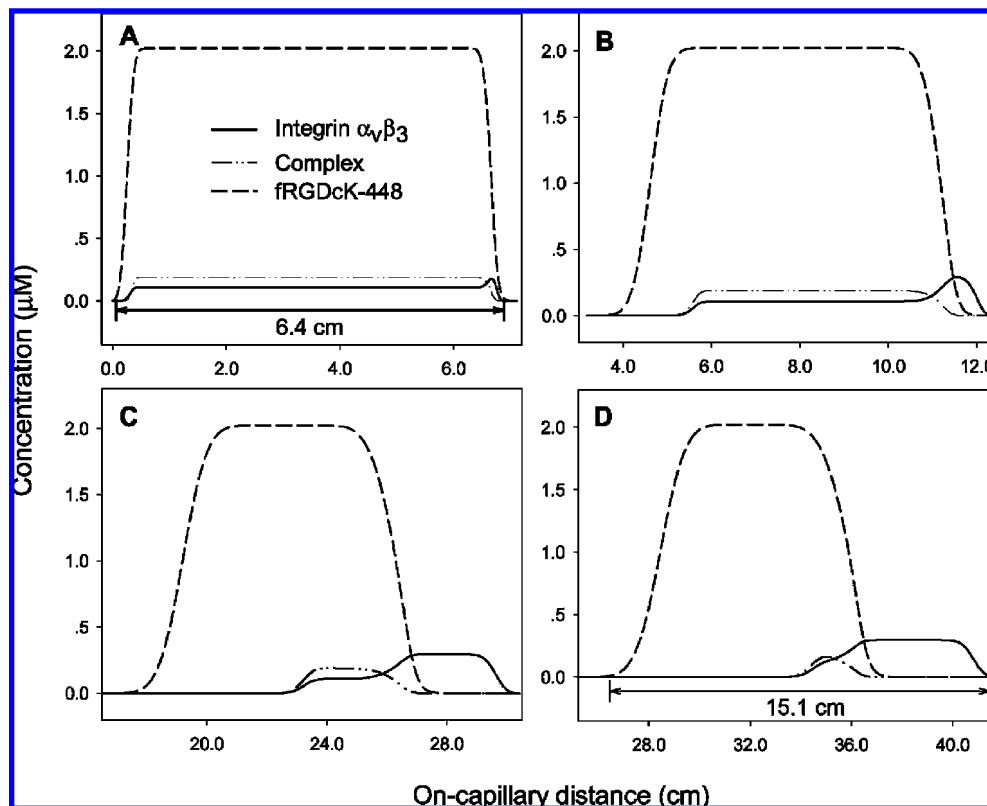 A
B
2.0
1.5
1.0
.5
0.0
Integrin αvβ3
Complex
fRGDcK-448
6.4 cm
0.0 2.0 4.0 6.0
2.0
1.5
1.0
.5
0.0
4.0 6.0 8.0 10.0 12.0
Concentration (µM)
C
D
2.0
1.5
1.0
.5
0.0
20.0 24.0 28.0
2.0
1.5
1.0
.5
0.0
15.1 cm
28.0 32.0 36.0 40.0
On-capillary distance (cm)